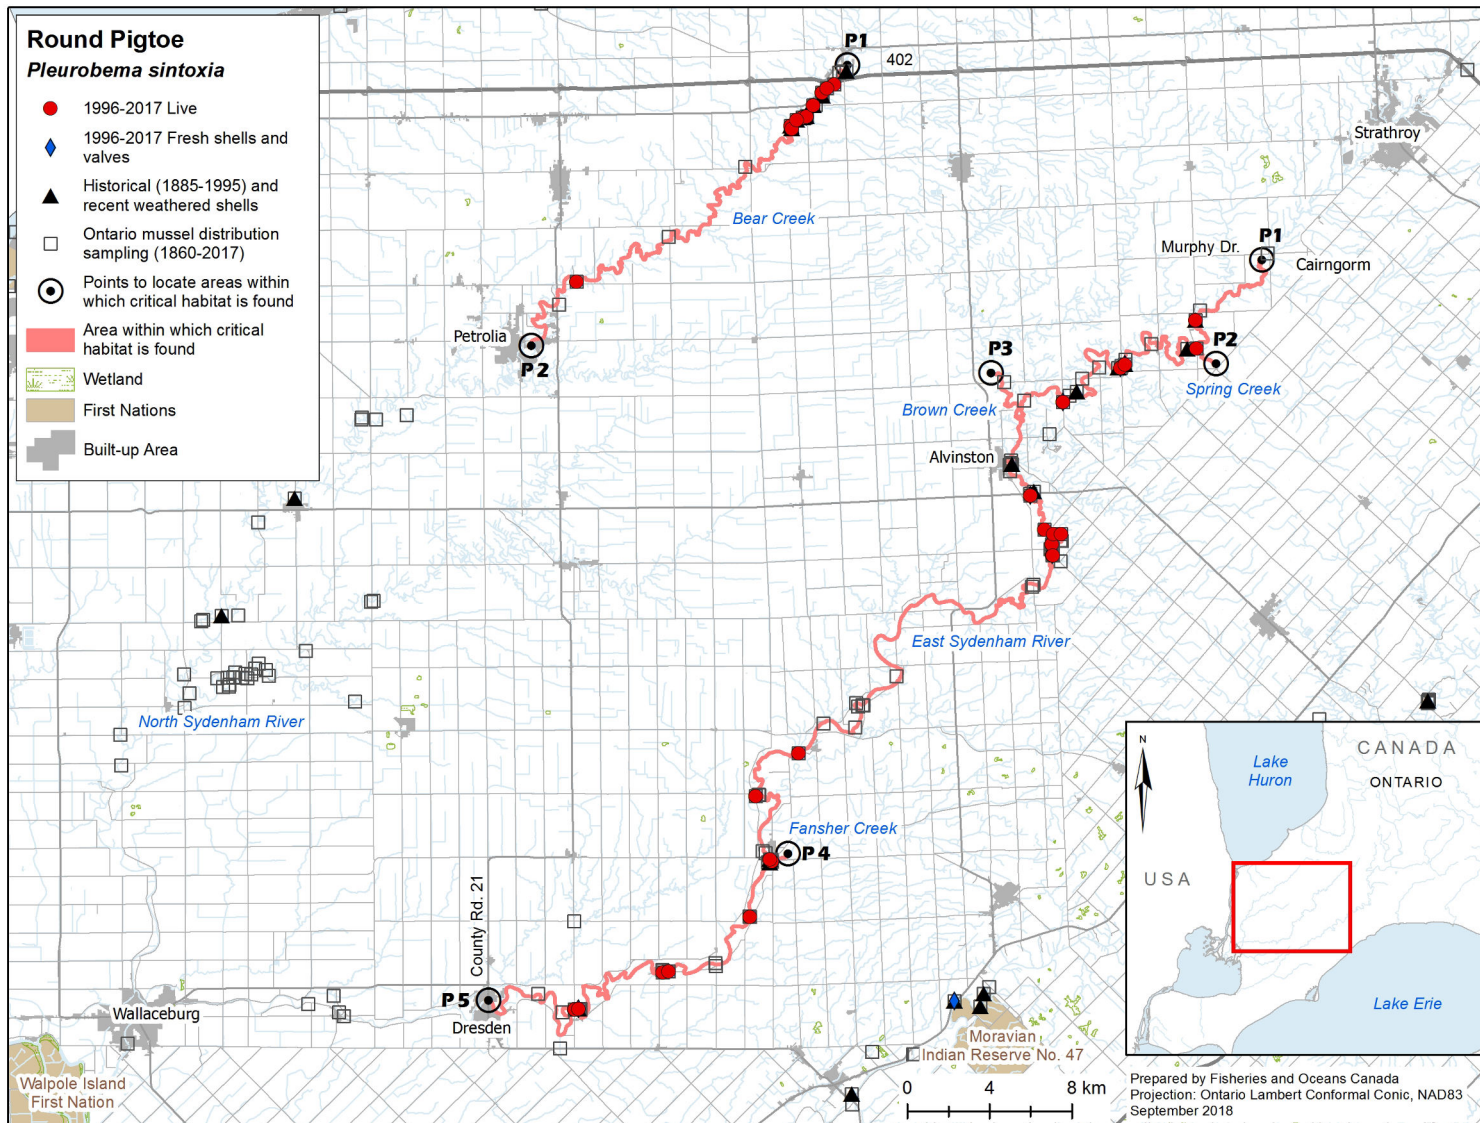 Round Pigtoe
Pleurobema sintoxia
1996-2017 Live
1996-2017 Fresh shells and
valves
Historical (1885-1995) and
recent weathered shells
Ontario mussel distribution
sampling (1860-2017)
Points to locate areas within
which critical habitat is found
Area within which critical
habitat is found
Wetland
First Nations
Built-up Area
P1
402
Strathroy
Bear Creek
Murphy Dr.
P1
Cairngorm
Petrolia
P2
P3
P2
Spring Creek
Brown Creek
Alvinston
East Sydenham River
North Sydenham River
Fansher Creek
P4
County Rd. 21
P5
Dresden
Wallaceburg
Walpole Island
First Nation
Moravian
Indian Reserve No. 47
0 4 8 km
N
CANADA
ONTARIO
Lake
Huron
USA
Lake Erie
Prepared by Fisheries and Oceans Canada
Projection: Ontario Lambert Conformal Conic, NAD83
September 2018